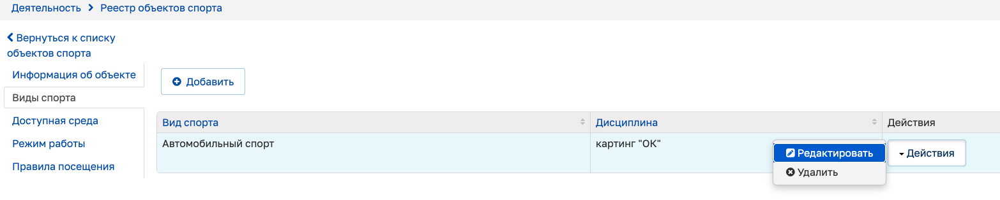 Деятельность > Реестр объектов спорта
Вернуться к списку
объектов спорта
Информация об объекте
Виды спорта
Доступная среда
Режим работы
Правила посещения
Добавить
Вид спорта Дисциплина Действия
Автомобильный спорт картинг "ОК"
Редактировать Действия
Удалить